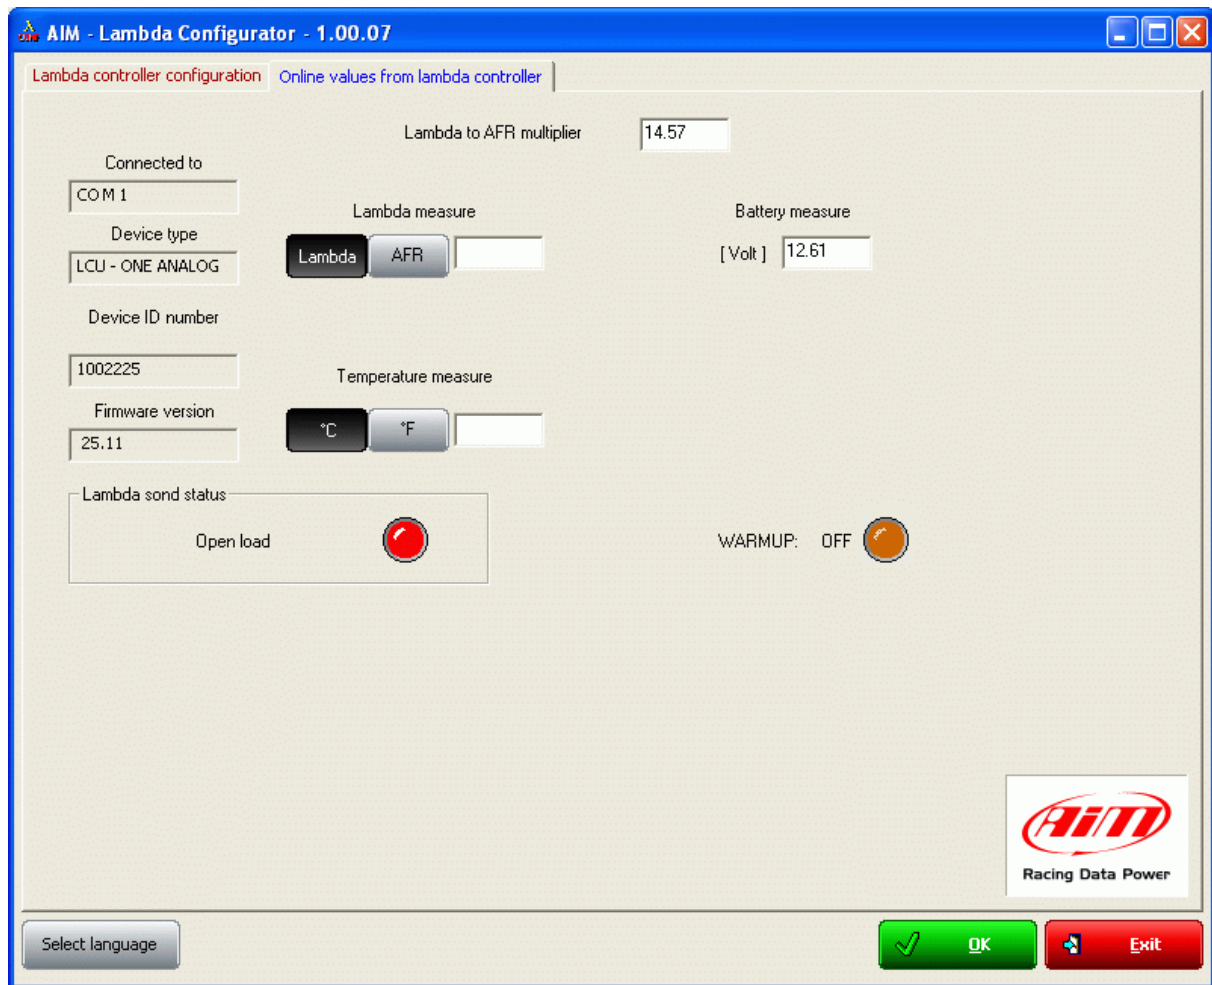 AIM - Lambda Configurator - 1.00.07
Lambda controller configuration
Online values from lambda controller
Lambda to AFR multiplier 14.57
Connected to
COM 1
Device type
LCU - ONE ANALOG
Device ID number
1002225
Firmware version
25.11
Lambda measure
Lambda AFR
Battery measure
[ Volt ] 12.61
Temperature measure
°C °F
Lambda sond status
Open load
WARMUP: OFF
AiM
Racing Data Power
Select language
OK
Exit